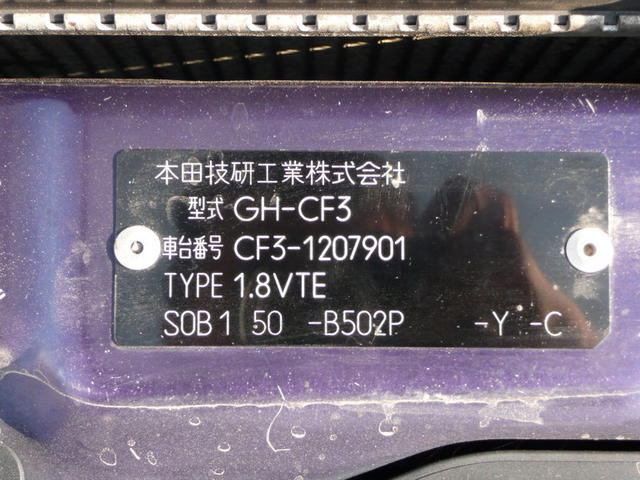 本田技研工業株式会社
型式 GH-CF3
車台番号 CF3-1207901
TYPE 1.8VTE
S0B1 50 -B502P -Y -C